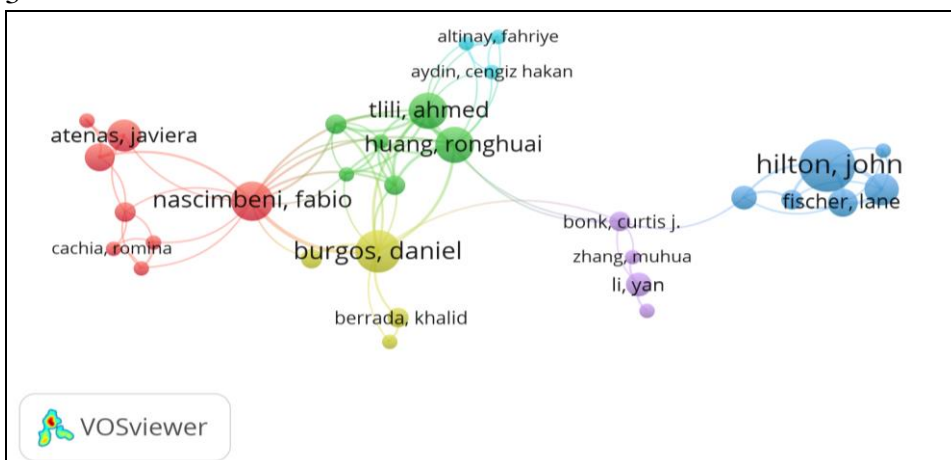 altinay, fahriye
aydin, cengiz hakan
tlili, ahmed
atenas, javiera
huang, ronghuai
hilton, john
nascimbeni, fabio
fischer, lane
bonk, curtis j.
cachia, romina
burgos, daniel
zhang, muhua
li, yan
berrada, khalid
VOSviewer